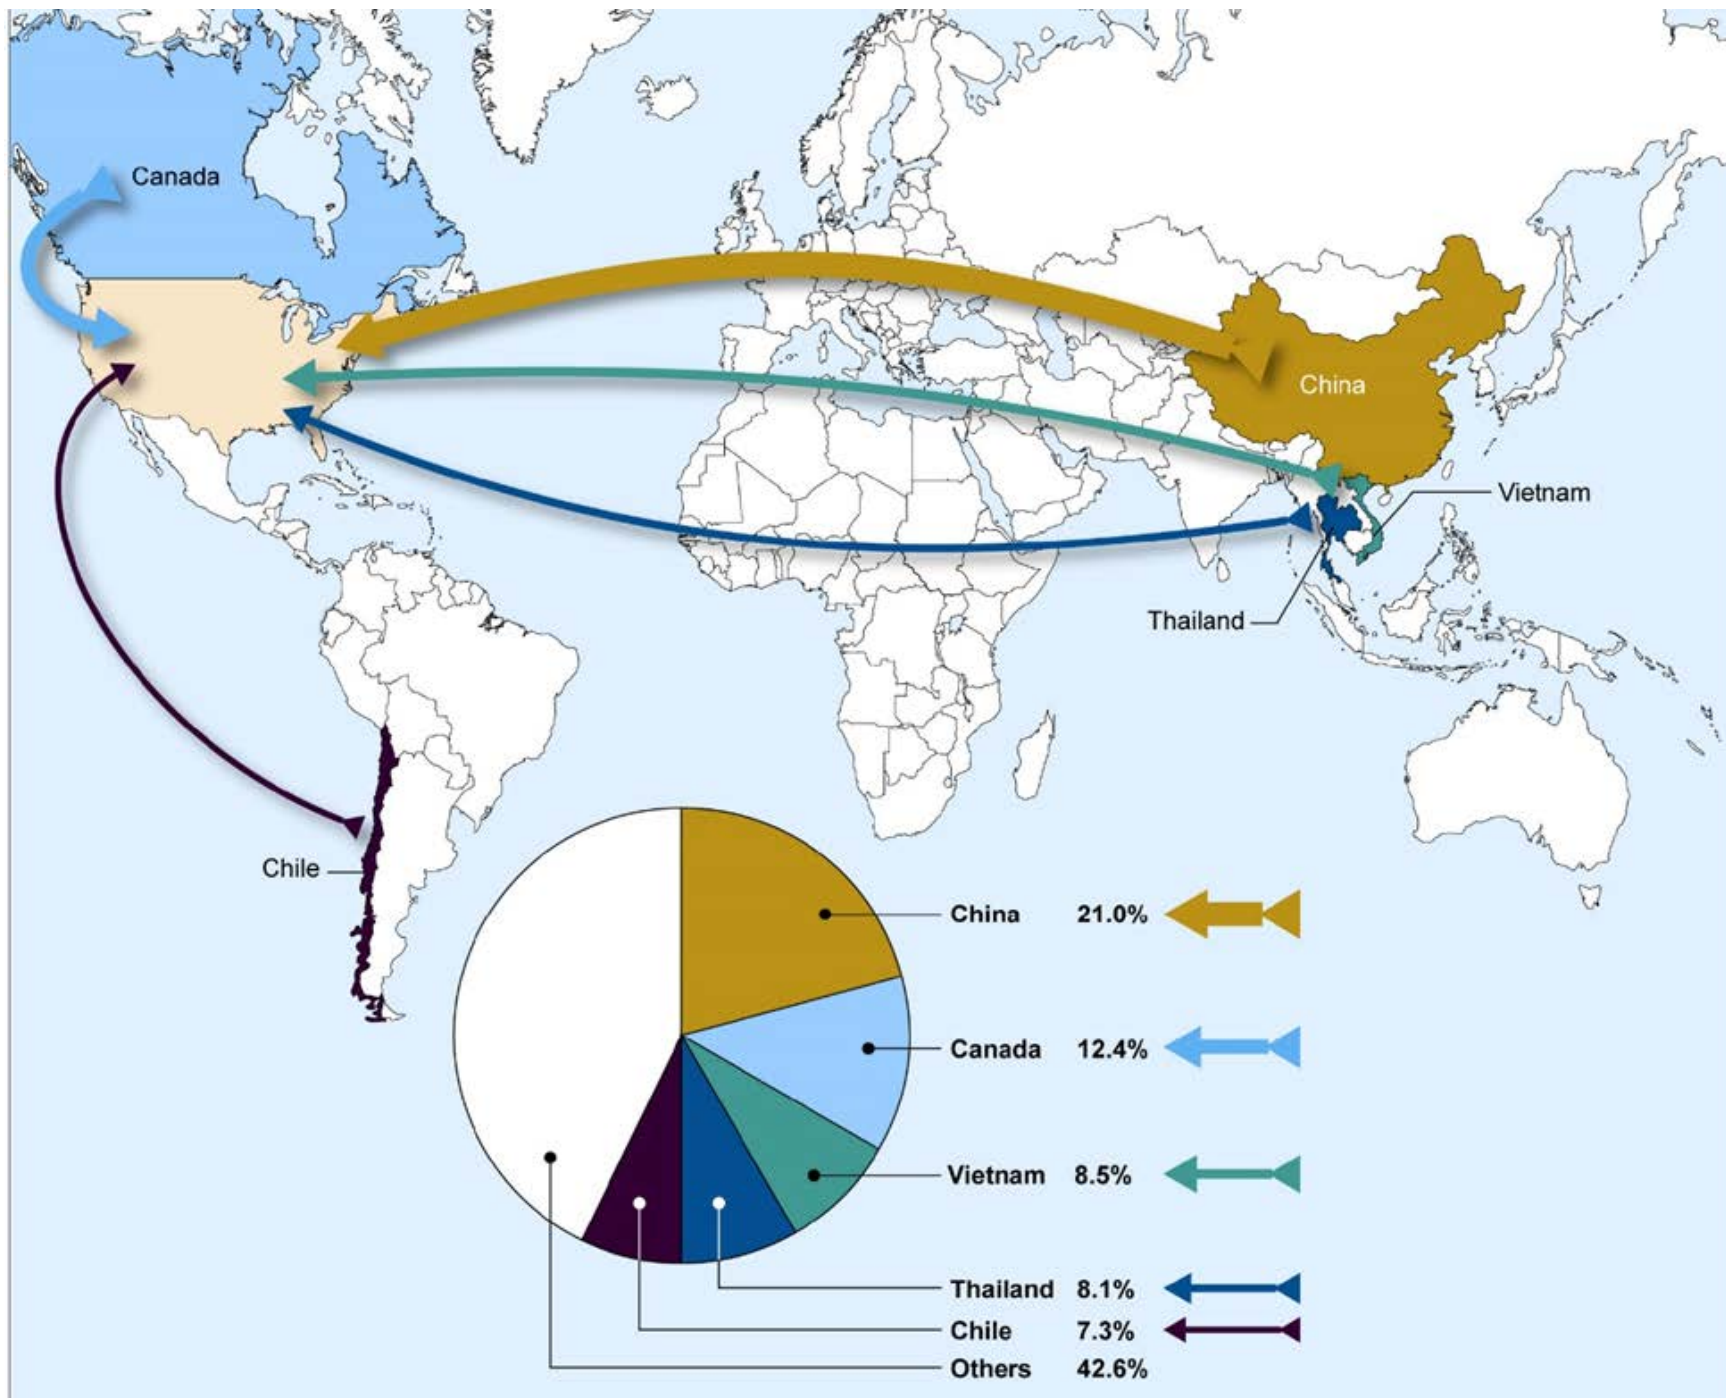 Canada
China
Vietnam
Thailand
Chile
China 21.0%
Canada 12.4%
Vietnam 8.5%
Thailand 8.1%
Chile 7.3%
Others 42.6%